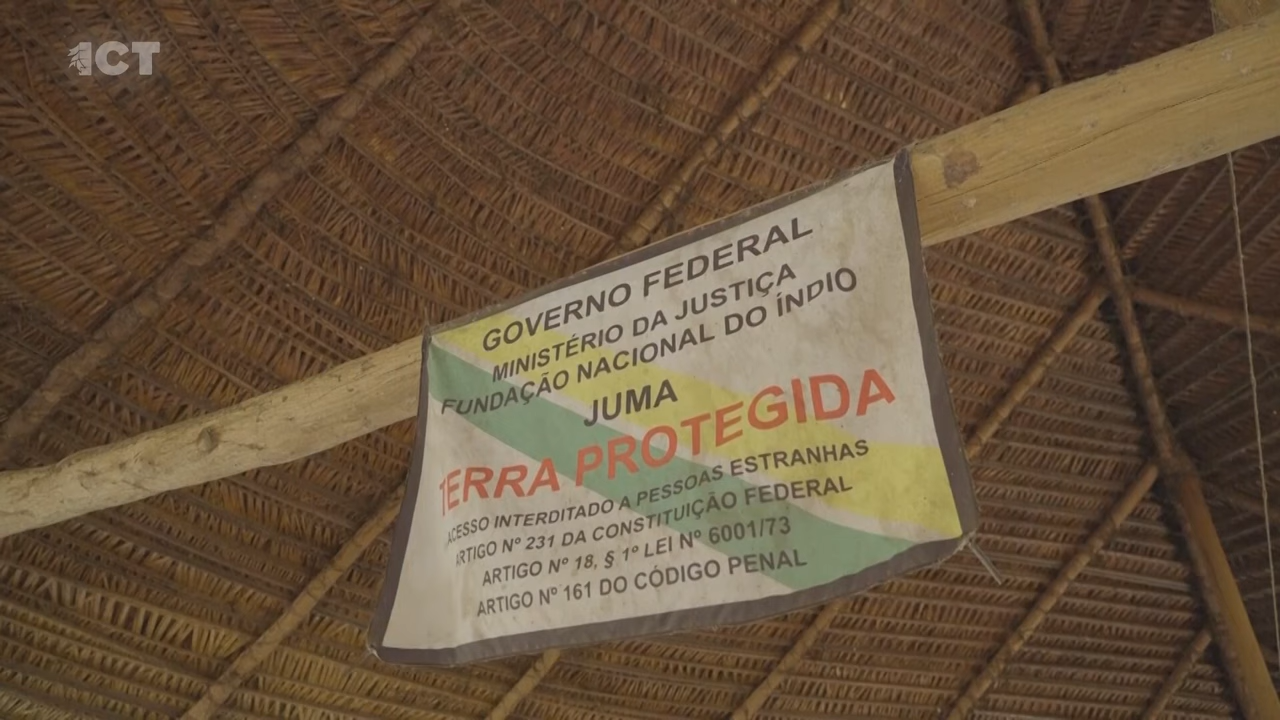 ICT
GOVERNO FEDERAL
MINISTÉRIO DA JUSTIÇA
FUNDAÇÃO NACIONAL DO ÍNDIO
JUMA
TERRA PROTEGIDA
ACESSO INTERDITADO A PESSOAS ESTRANHAS
ARTIGO Nº 231 DA CONSTITUIÇÃO FEDERAL
ARTIGO Nº 18, § 1º LEI Nº 6001/73
ARTIGO Nº 161 DO CÓDIGO PENAL